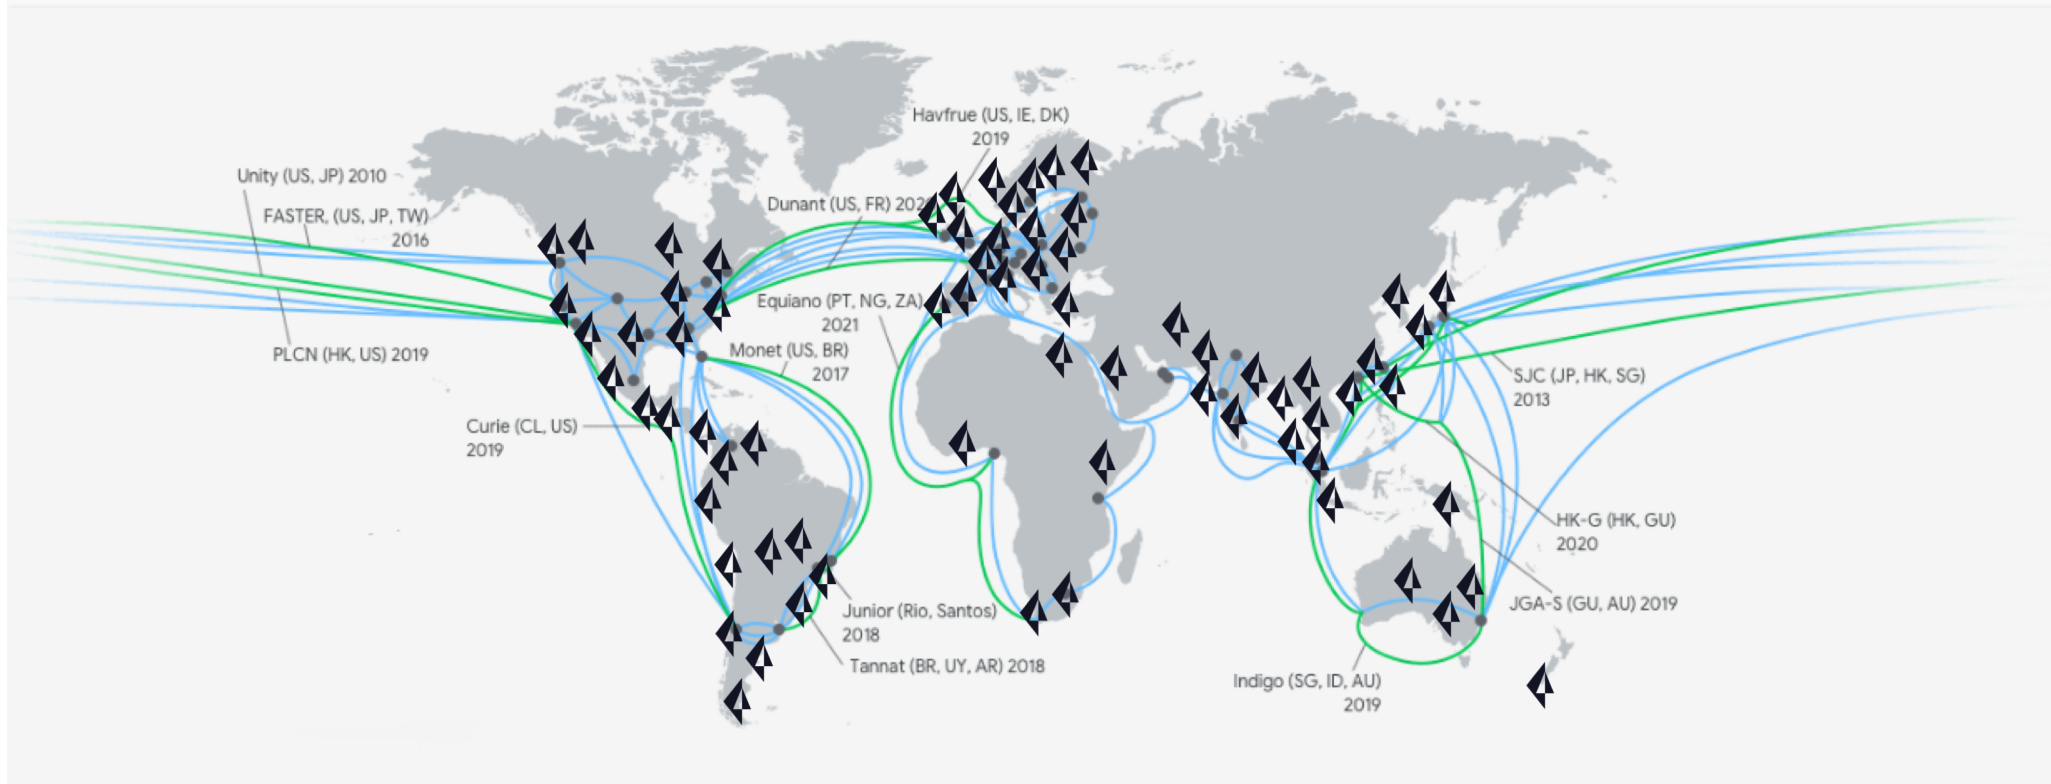 Havfrue (US, IE, DK)
2019
Unity (US, JP) 2010
FASTER, (US, JP, TW)
2016
Dunant (US, FR) 202
PLCN (HK, US) 2019
Equiano (PT, NG, ZA)
2021
Monet (US, BR)
2017
Curie (CL, US)
2019
SJC (JP, HK, SG)
2013
HK-G (HK, GU)
2020
JGA-S (GU, AU) 2019
Junior (Rio, Santos)
2018
Tannat (BR, UY, AR) 2018
Indigo (SG, ID, AU)
2019